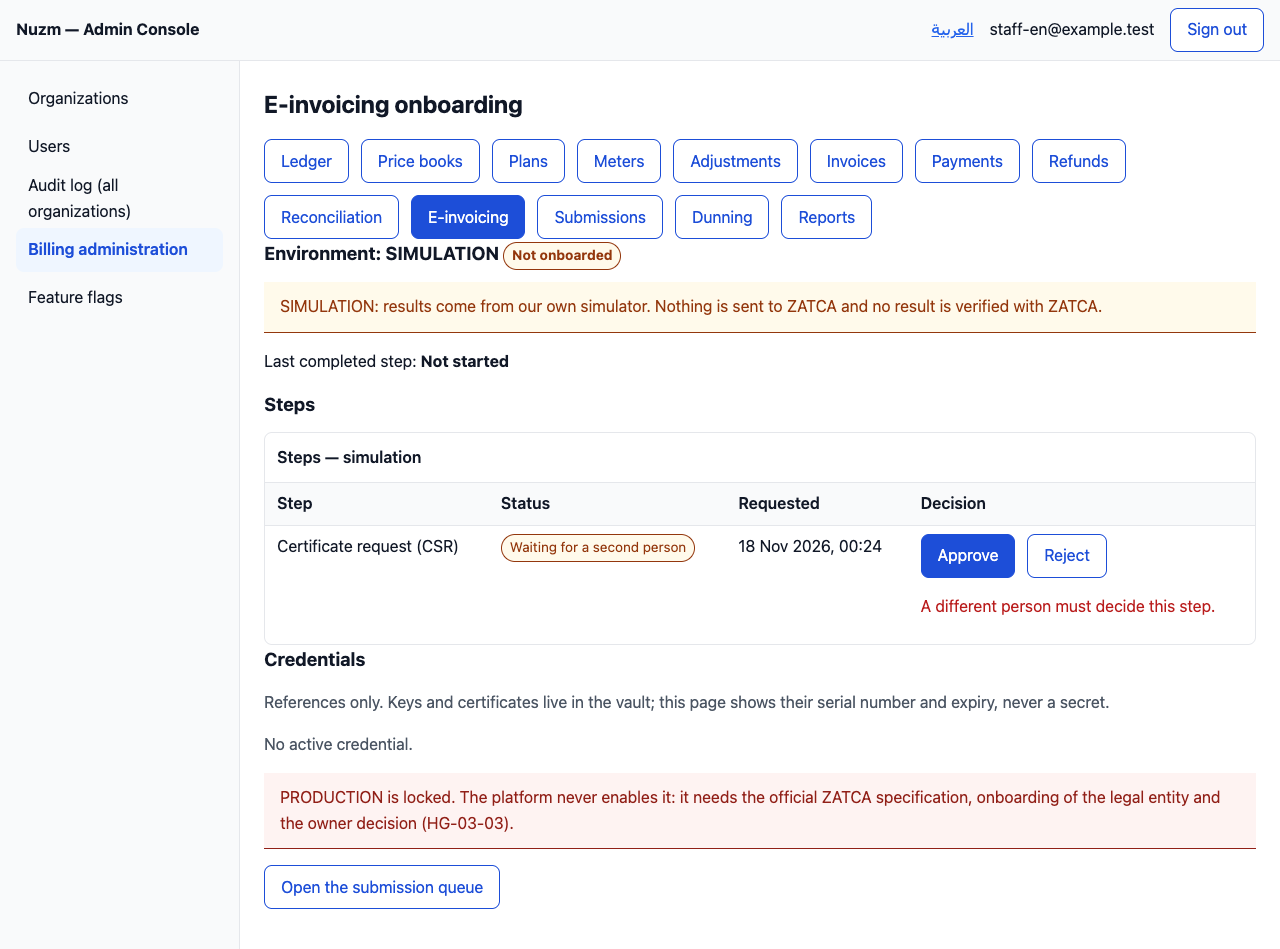 Nuzm — Admin Console
العربية
staff-en@example.test
Sign out
Organizations
Users
Audit log (all
organizations)
Billing administration
Feature flags
E-invoicing onboarding
Ledger
Price books
Plans
Meters
Adjustments
Invoices
Payments
Refunds
Reconciliation
E-invoicing
Submissions
Dunning
Reports
Environment: SIMULATION Not onboarded
SIMULATION: results come from our own simulator. Nothing is sent to ZATCA and no result is verified with ZATCA.
Last completed step: Not started
Steps
Steps — simulation
Step Status Requested Decision
Certificate request (CSR) Waiting for a second person 18 Nov 2026, 00:24 Approve Reject
A different person must decide this step.
Credentials
References only. Keys and certificates live in the vault; this page shows their serial number and expiry, never a secret.
No active credential.
PRODUCTION is locked. The platform never enables it: it needs the official ZATCA specification, onboarding of the legal entity and
the owner decision (HG-03-03).
Open the submission queue